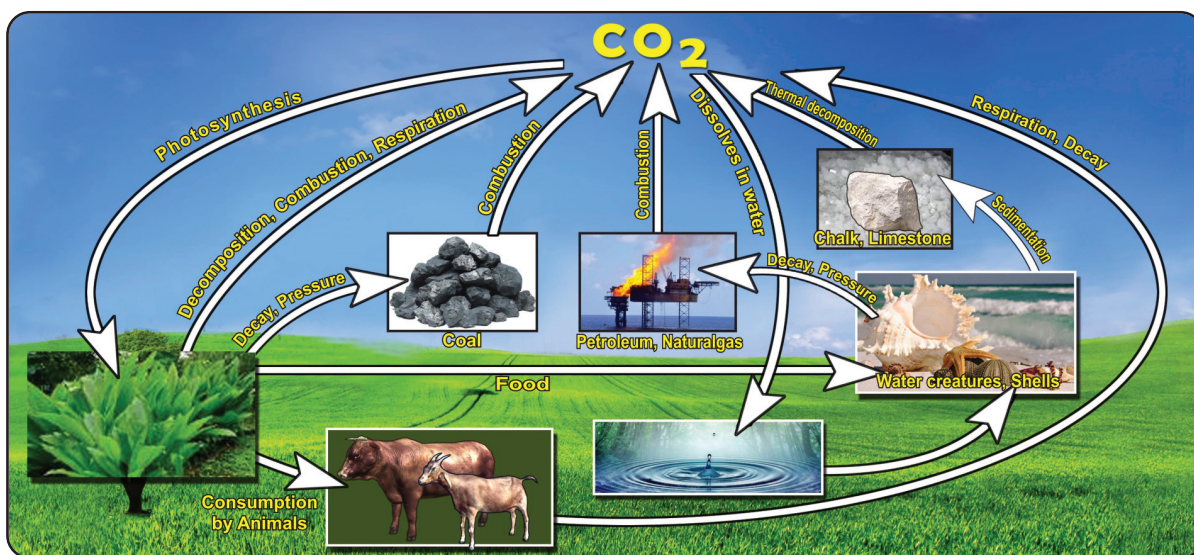 CO2
Photosynthesis
Decomposition, Combustion, Respiration
Combustion
Combustion
Dissolves in water
Thermal decomposition
Respiration, Decay
Chalk, Limestone
Sedimentation
Decay, Pressure
Coal
Petroleum, Naturalgas
Decay, Pressure
Water creatures, Shells
Food
Consumption
by Animals